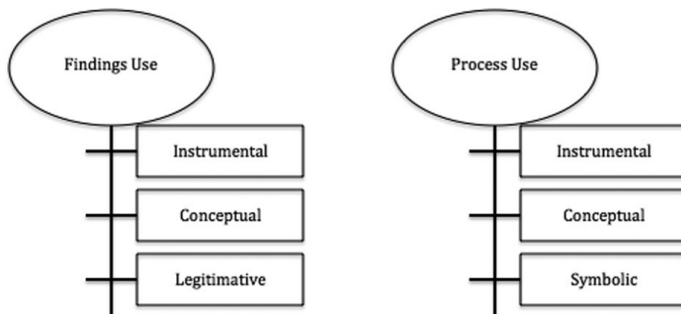 Findings Use
Process Use
Instrumental
Instrumental
Conceptual
Conceptual
Legitimative
Symbolic